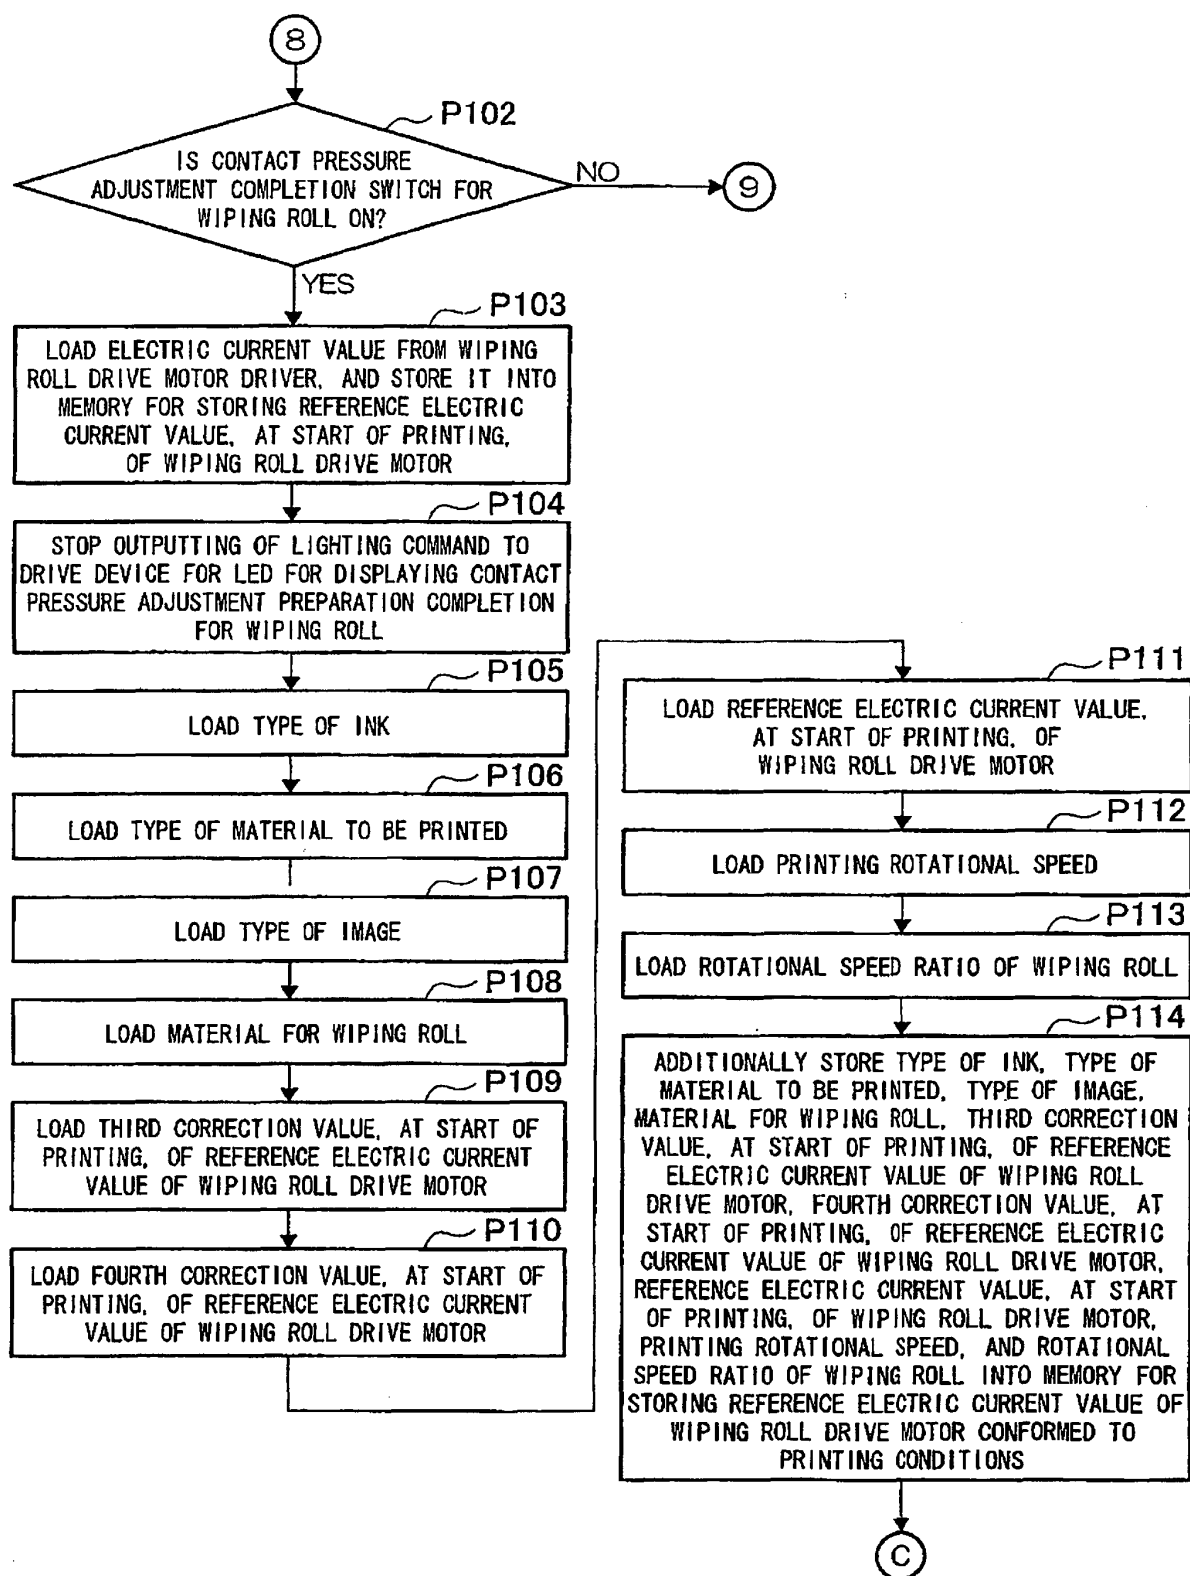 8
P102
IS CONTACT PRESSURE
ADJUSTMENT COMPLETION SWITCH FOR
WIPING ROLL ON?
NO
9
YES
P103
LOAD ELECTRIC CURRENT VALUE FROM WIPING
ROLL DRIVE MOTOR DRIVER, AND STORE IT INTO
MEMORY FOR STORING REFERENCE ELECTRIC
CURRENT VALUE, AT START OF PRINTING,
OF WIPING ROLL DRIVE MOTOR
P104
STOP OUTPUTTING OF LIGHTING COMMAND TO
DRIVE DEVICE FOR LED FOR DISPLAYING CONTACT
PRESSURE ADJUSTMENT PREPARATION COMPLETION
FOR WIPING ROLL
P105
LOAD TYPE OF INK
P106
LOAD TYPE OF MATERIAL TO BE PRINTED
P107
LOAD TYPE OF IMAGE
P108
LOAD MATERIAL FOR WIPING ROLL
P109
LOAD THIRD CORRECTION VALUE, AT START OF
PRINTING, OF REFERENCE ELECTRIC CURRENT
VALUE OF WIPING ROLL DRIVE MOTOR
P110
LOAD FOURTH CORRECTION VALUE, AT START OF
PRINTING, OF REFERENCE ELECTRIC CURRENT
VALUE OF WIPING ROLL DRIVE MOTOR
P111
LOAD REFERENCE ELECTRIC CURRENT VALUE,
AT START OF PRINTING, OF
WIPING ROLL DRIVE MOTOR
P112
LOAD PRINTING ROTATIONAL SPEED
P113
LOAD ROTATIONAL SPEED RATIO OF WIPING ROLL
P114
ADDITIONALLY STORE TYPE OF INK, TYPE OF
MATERIAL TO BE PRINTED, TYPE OF IMAGE,
MATERIAL FOR WIPING ROLL, THIRD CORRECTION
VALUE, AT START OF PRINTING, OF REFERENCE
ELECTRIC CURRENT VALUE OF WIPING ROLL
DRIVE MOTOR, FOURTH CORRECTION VALUE, AT
START OF PRINTING, OF REFERENCE ELECTRIC
CURRENT VALUE OF WIPING ROLL DRIVE MOTOR,
REFERENCE ELECTRIC CURRENT VALUE, AT START
OF PRINTING, OF WIPING ROLL DRIVE MOTOR,
PRINTING ROTATIONAL SPEED, AND ROTATIONAL
SPEED RATIO OF WIPING ROLL INTO MEMORY FOR
STORING REFERENCE ELECTRIC CURRENT VALUE OF
WIPING ROLL DRIVE MOTOR CONFORMED TO
PRINTING CONDITIONS
C